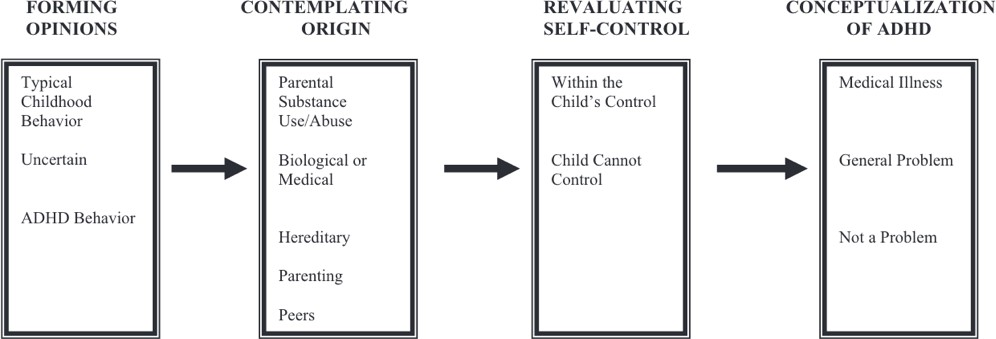 FORMING
OPINIONS
CONTEMPLATING
ORIGIN
REVALUATING
SELF-CONTROL
CONCEPTUALIZATION
OF ADHD
Typical
Childhood
Behavior
Uncertain
ADHD Behavior
Parental
Substance
Use/Abuse
Biological or
Medical
Hereditary
Parenting
Peers
Within the
Child’s Control
Child Cannot
Control
Medical Illness
General Problem
Not a Problem